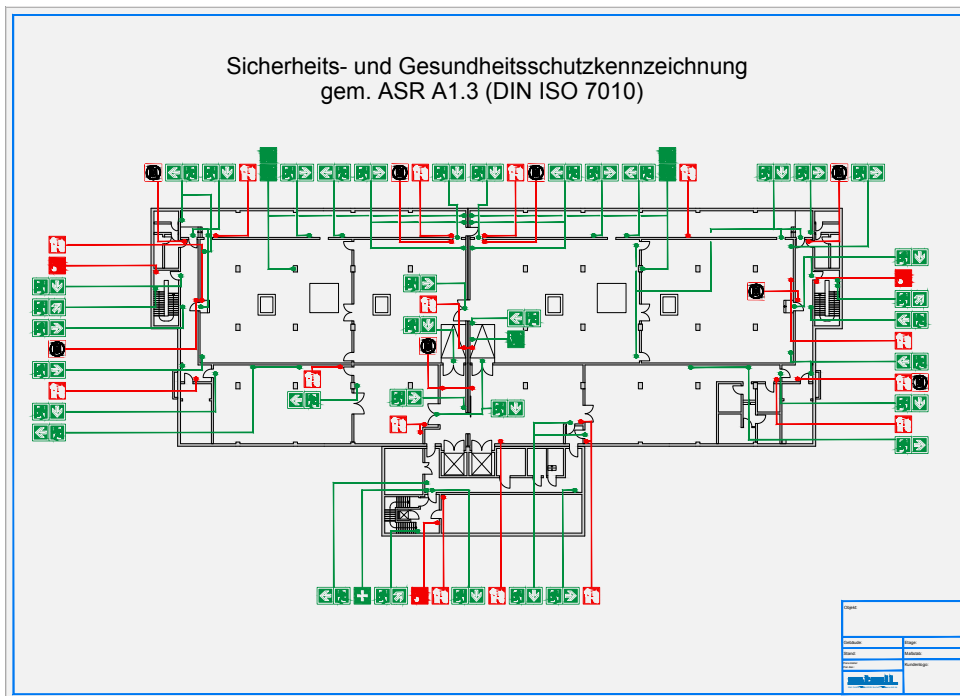 Sicherheits- und Gesundheitsschutzkennzeichnung
gem. ASR A1.3 (DIN ISO 7010)
Objekt:
Gebäude:
Etage:
Stand:
Maßstab:
Kundenlogo: